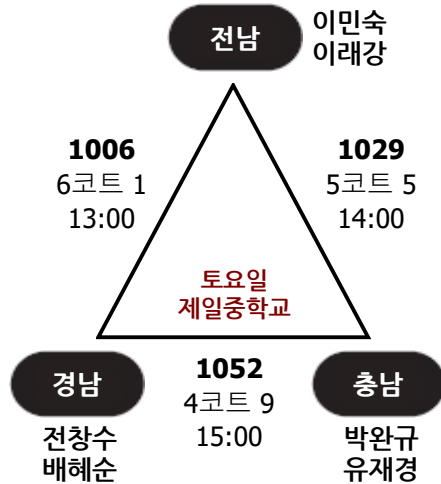 전남
이민숙
이래강
1006
6코트 1
13:00
1029
5코트 5
14:00
토요일
제일중학교
경남
전창수
배혜순
1052
4코트 9
15:00
충남
박완규
유재경